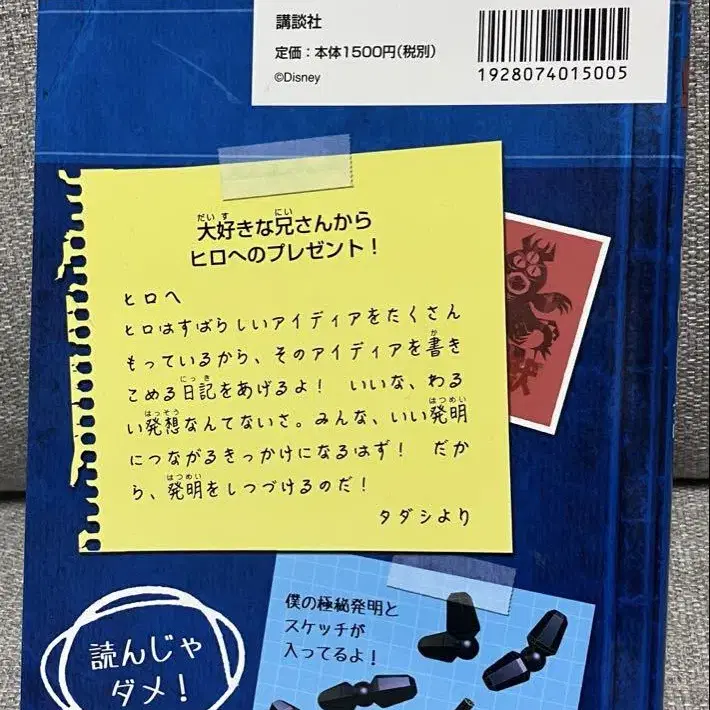 講談社
定価：本体1500円(税別)
©Disney
1928074015005
大好きな兄さんから
ヒロへのプレゼント！
ヒロへ
ヒロはすばらしいアイディアをたくさん
もっているから、そのアイディアを書き
こめる日記をあげるよ！　いいな、わる
い発想なんてないさ。みんな、いい発明
につながるきっかけになるはず！　だか
ら、発明をしつづけるのだ！
タダシより
読んじゃ
ダメ！
僕の極秘発明と
スケッチが
入ってるよ！